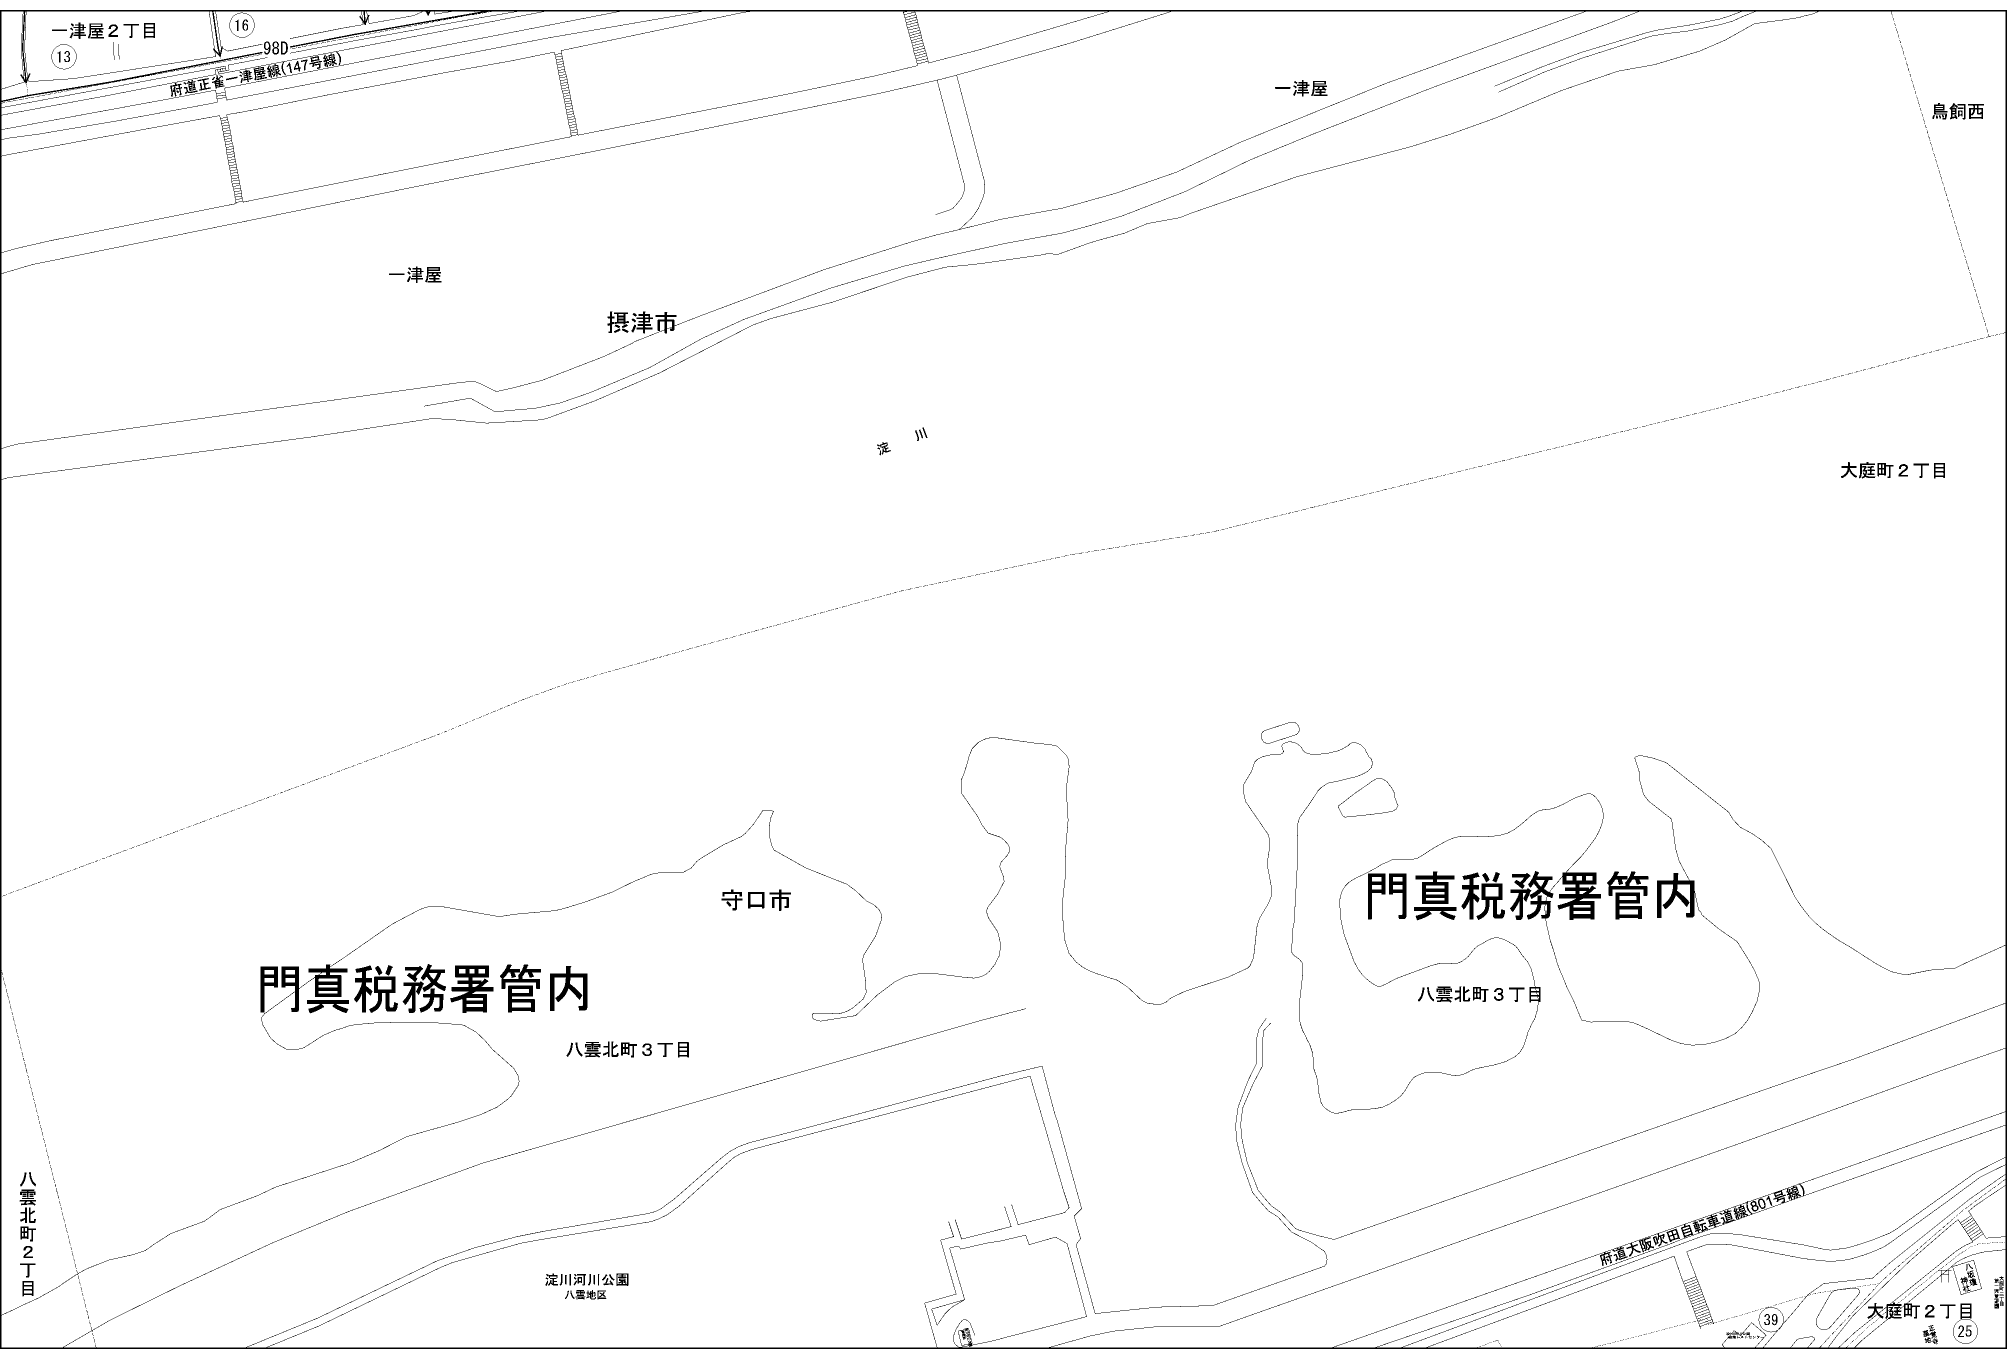 一津屋２丁目
16
13
98D
府道正雀一津屋線(147号線)
一津屋
鳥飼西
一津屋
摂津市
淀川
大庭町２丁目
守口市
門真税務署管内
門真税務署管内
八雲北町３丁目
八雲北町３丁目
八雲北町２丁目
府道大阪吹田自転車道線(801号線)
淀川河川公園
八雲地区
八坂瓊神社
大庭町２丁目
39
25